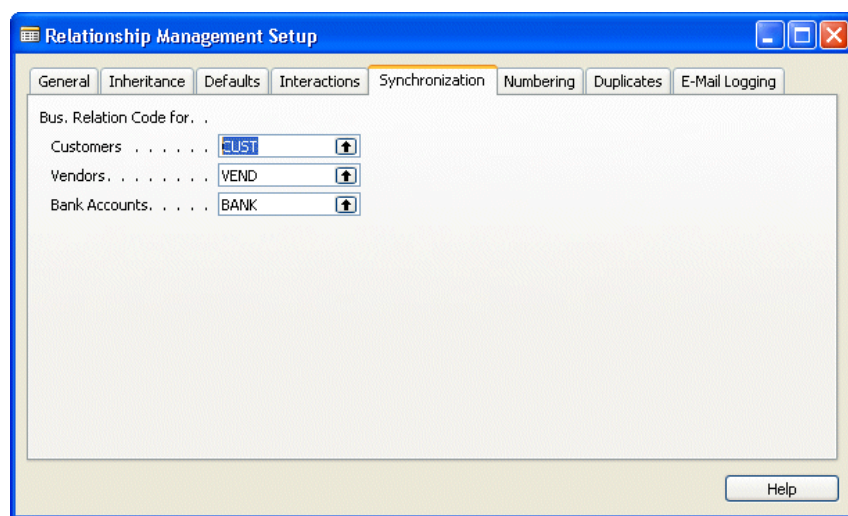 Relationship Management Setup
General Inheritance Defaults Interactions Synchronization Numbering Duplicates E-Mail Logging
Bus. Relation Code for. .
Customers . . . . . . CUST
Vendors. . . . . . . . VEND
Bank Accounts. . . . . BANK
Help